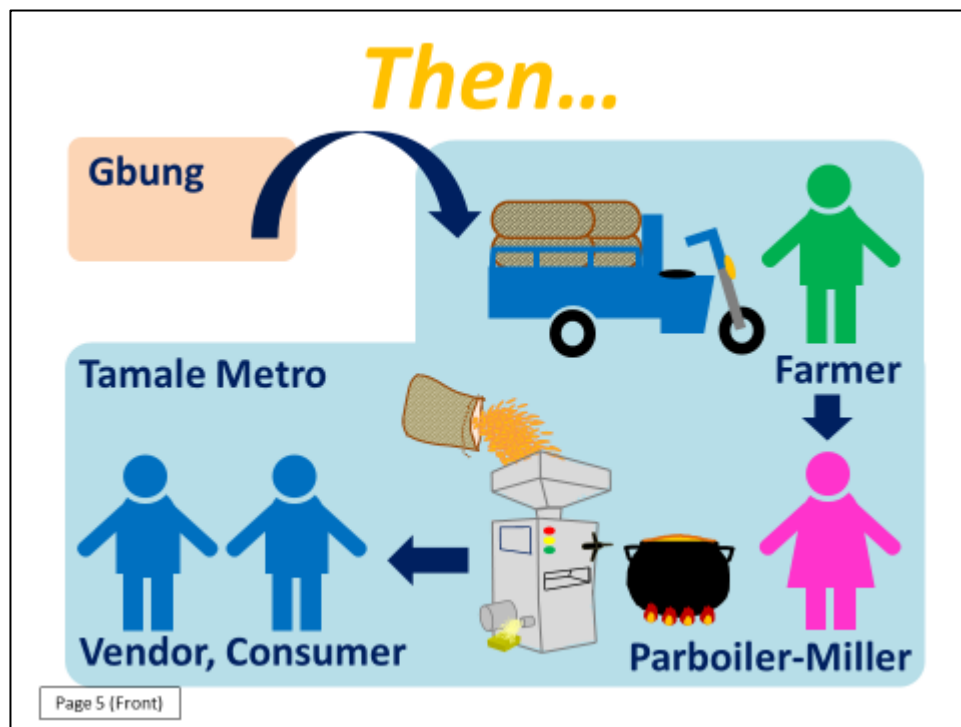 Then...
Gbung
Farmer
Tamale Metro
Vendor, Consumer
Parboiler-Miller
Page 5 (Front)